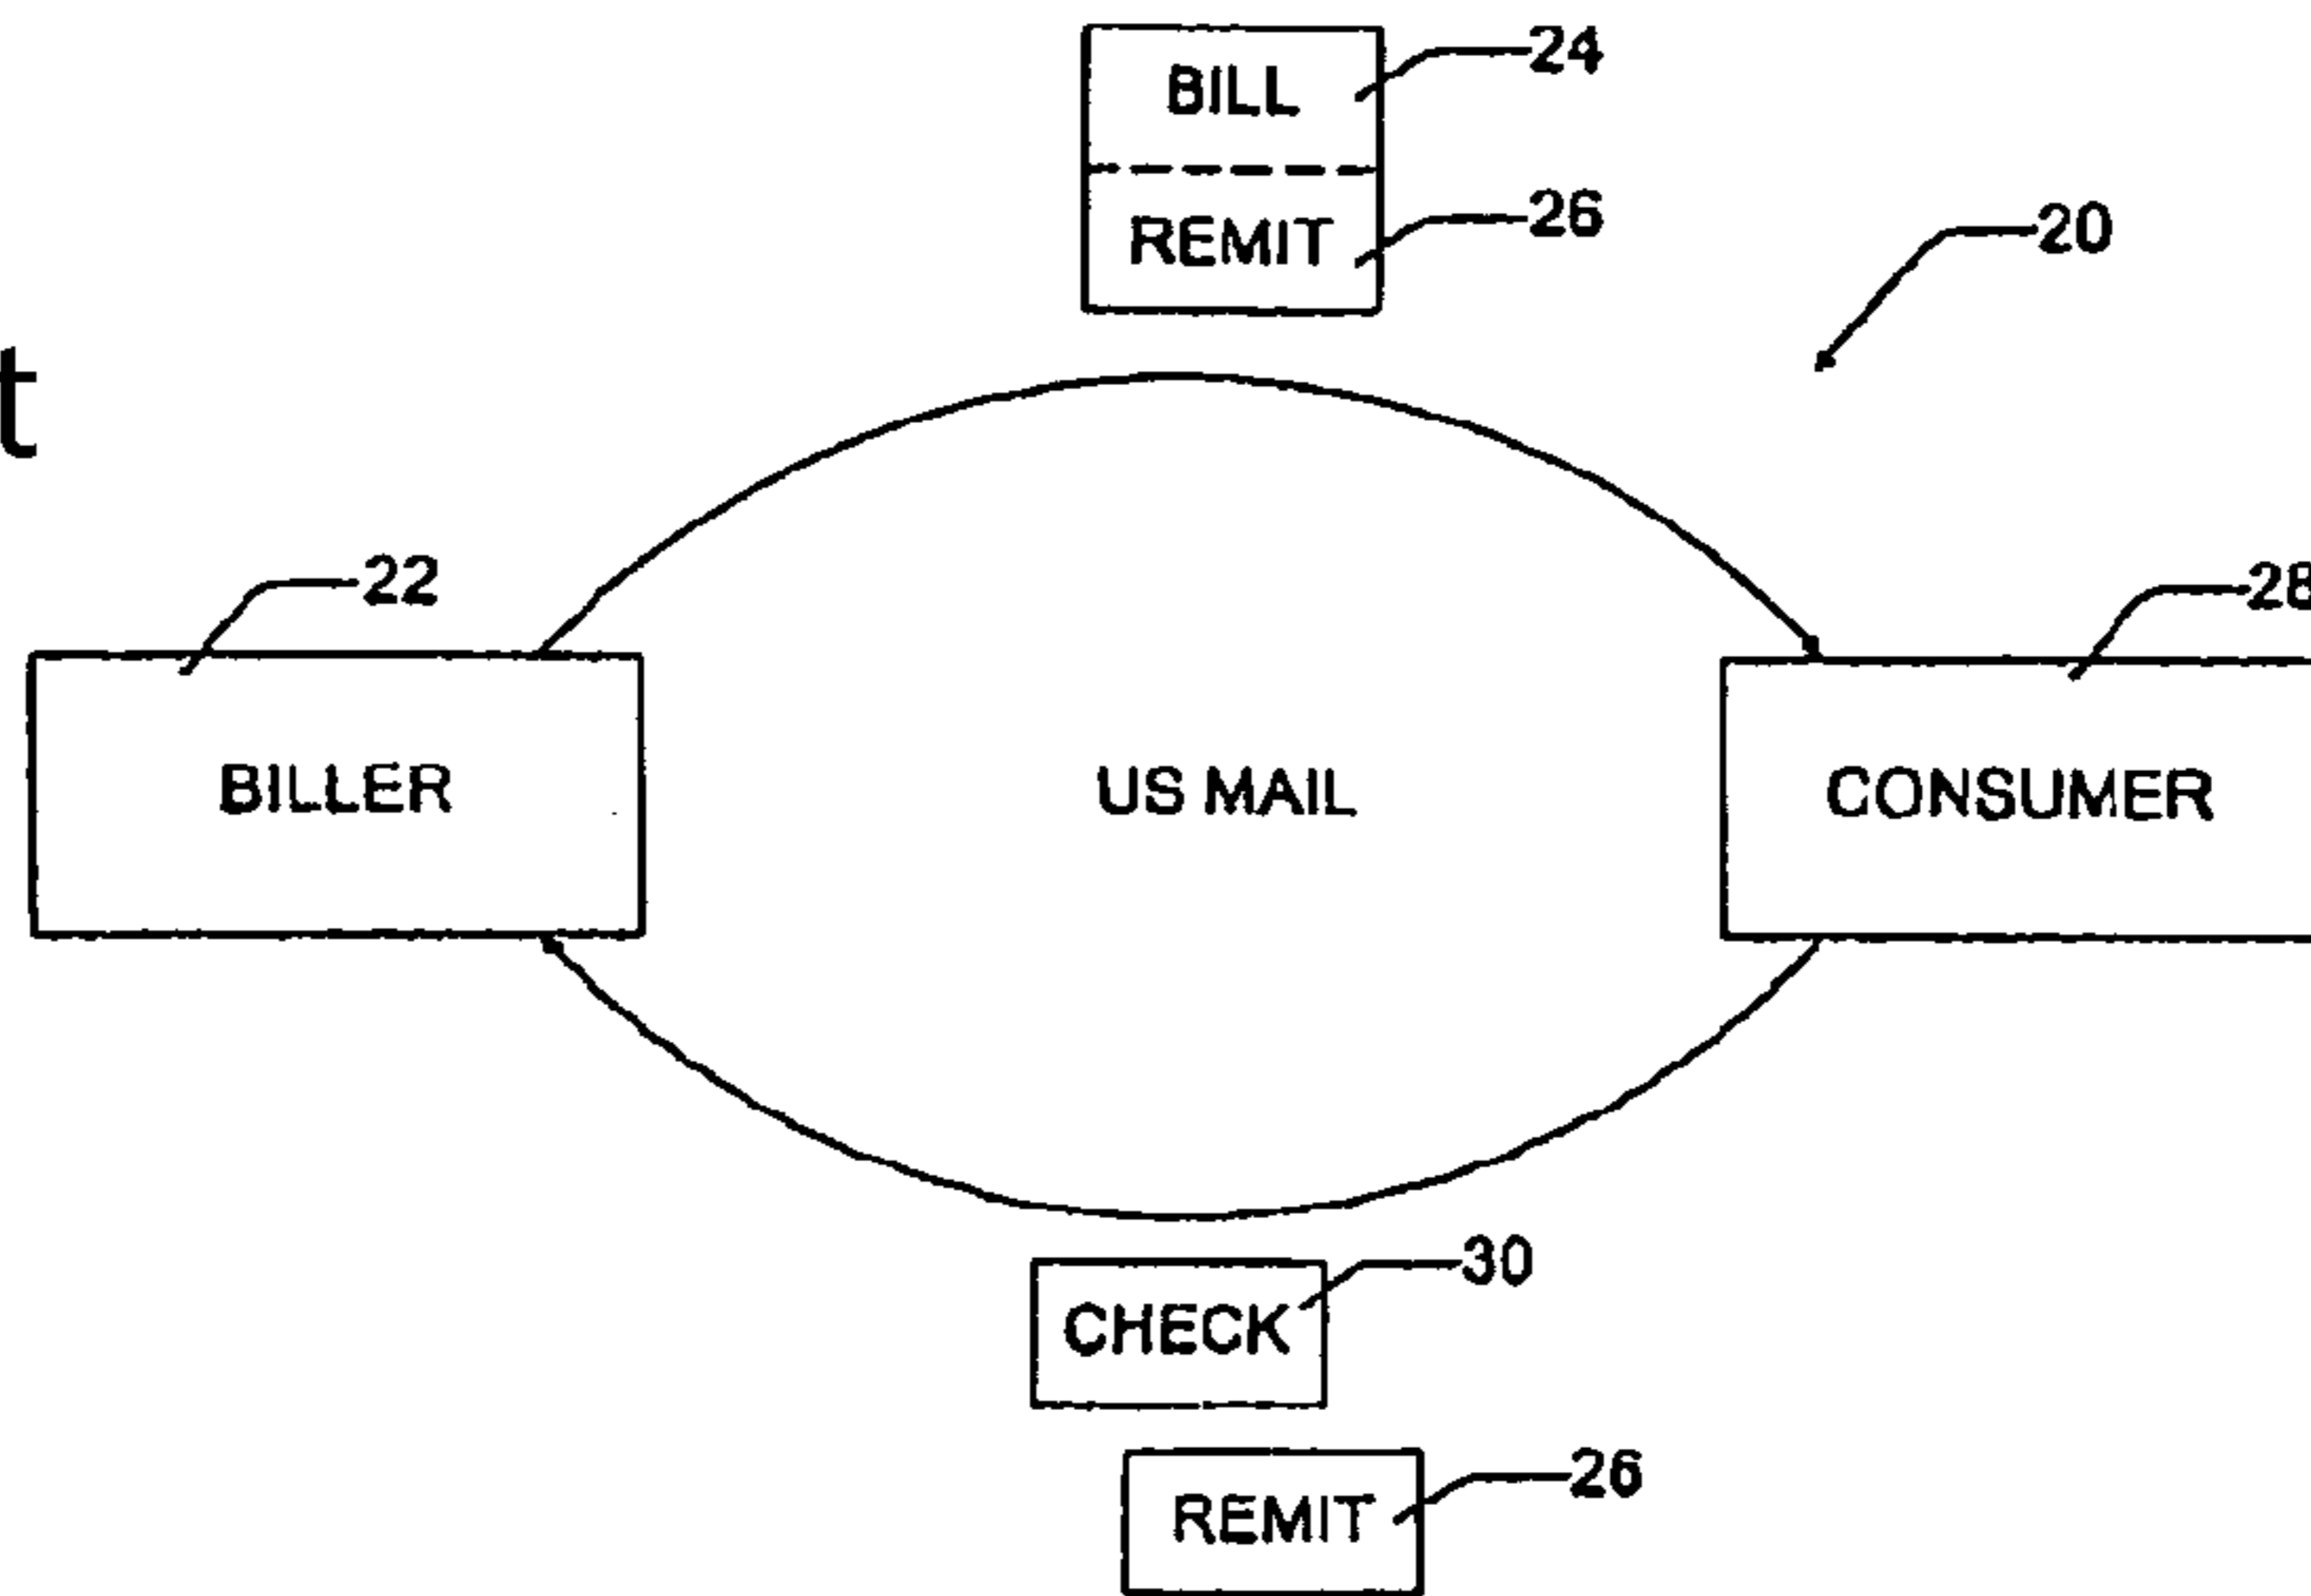 24
BILL
26
REMIT
20
t
22
28
BILLER
US MAIL
CONSUMER
30
CHECK
26
REMIT